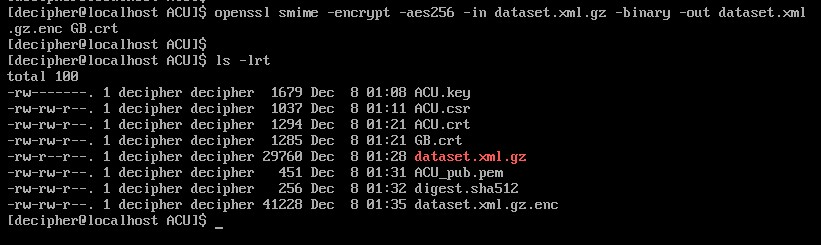 [decipher@localhost ACU]$ openssl smime -encrypt -aes256 -in dataset.xml.gz -binary -out dataset.xml
.gz.enc GB.crt
[decipher@localhost ACU]$
[decipher@localhost ACU]$ ls -lrt
total 100
-rw-------. 1 decipher decipher  1679 Dec  8 01:08 ACU.key
-rw-rw-r--. 1 decipher decipher  1037 Dec  8 01:11 ACU.csr
-rw-rw-r--. 1 decipher decipher  1294 Dec  8 01:21 ACU.crt
-rw-rw-r--. 1 decipher decipher  1285 Dec  8 01:21 GB.crt
-rw-r--r--. 1 decipher decipher 29760 Dec  8 01:28 dataset.xml.gz
-rw-rw-r--. 1 decipher decipher   451 Dec  8 01:31 ACU_pub.pem
-rw-rw-r--. 1 decipher decipher   256 Dec  8 01:32 digest.sha512
-rw-rw-r--. 1 decipher decipher 41228 Dec  8 01:35 dataset.xml.gz.enc
[decipher@localhost ACU]$ _